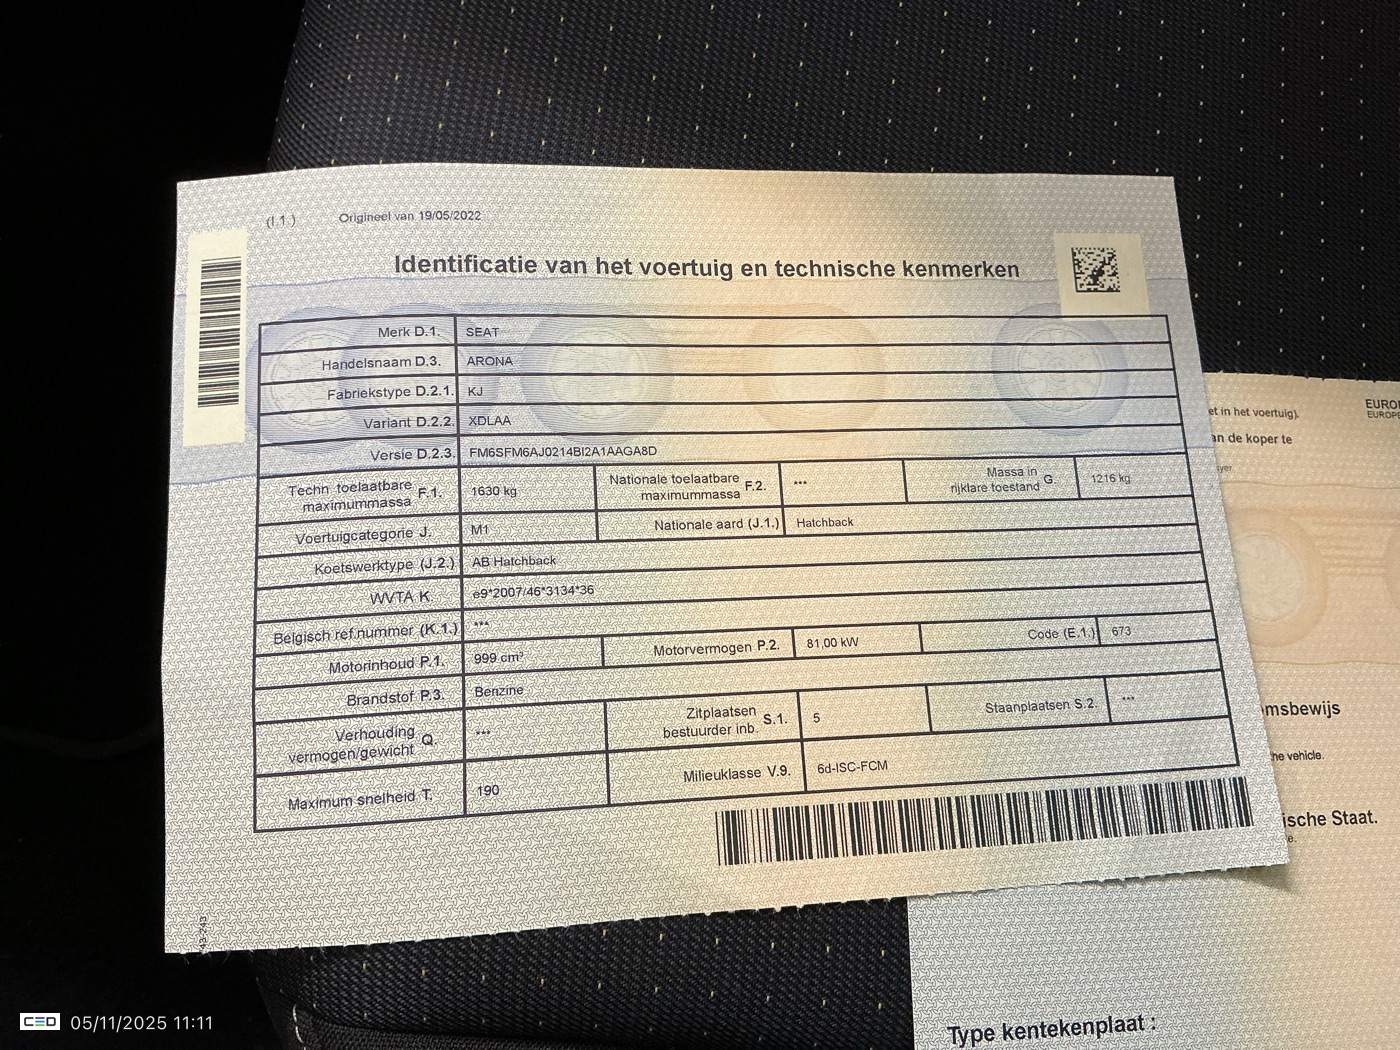 (I.1.) Origineel van 19/05/2022
Identificatie van het voertuig en technische kenmerken
Merk D.1. SEAT
Handelsnaam D.3. ARONA
Fabriekstype D.2.1. KJ
Variant D.2.2. XDLAA
Versie D.2.3. FM6SFM6AJ0214BI2A1AAGA8D
Techn. toelaatbare maximummassa F.1. 1630 kg Nationale toelaatbare maximummassa F.2. *** Massa in rijklare toestand G. 1216 kg
Voertuigcategorie J. M1 Nationale aard (J.1.) Hatchback
Koetswerktype (J.2.) AB Hatchback
WVTA K. e9*2007/46*3134*36
Belgisch ref.nummer (K.1.) ***
Motorinhoud P.1. 999 cm³ Motorvermogen P.2. 81,00 kW Code (E.1.) 673
Brandstof P.3. Benzine
Verhouding vermogen/gewicht Q. *** Zitplaatsen bestuurder inb. S.1. 5 Staanplaatsen S.2. ***
Maximum snelheid T. 190 Milieuklasse V.9. 6d-ISC-FCM
et in het voertuig).
EURO
EUROPE
an de koper te
yer
msbewijs
he vehicle.
ische Staat.
e.
Type kentekenplaat :
CED 05/11/2025 11:11